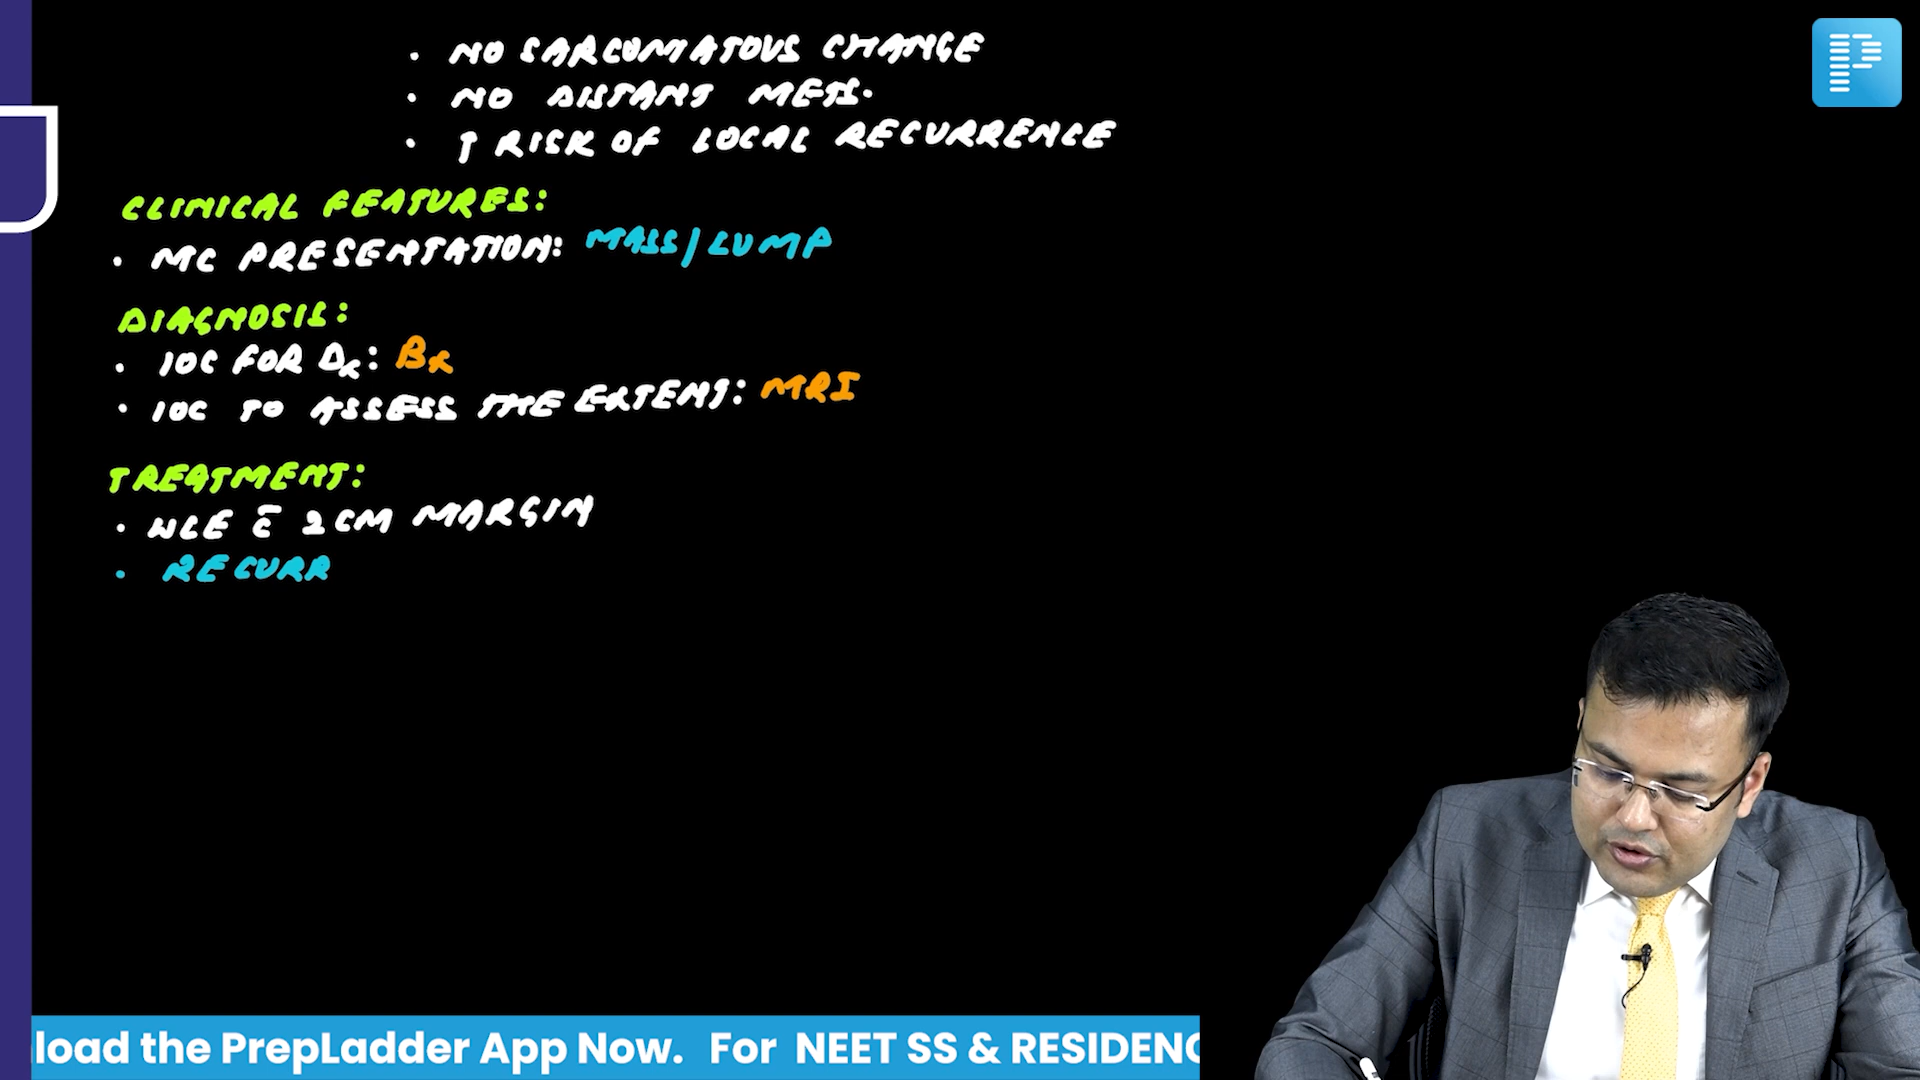 • NO SARCOMATOUS CHANGE
• NO DISTANT METS.
• ↑ RISK OF LOCAL RECURRENCE
CLINICAL FEATURES:
• MC PRESENTATION: MASS/LUMP
DIAGNOSIS:
• IOC FOR Dx: Bx
• IOC TO ASSESS THE EXTENT: MRI
TREATMENT:
• WLE c̄ 2 CM MARGIN
• RECURR
load the PrepLadder App Now. For NEET SS & RESIDENC